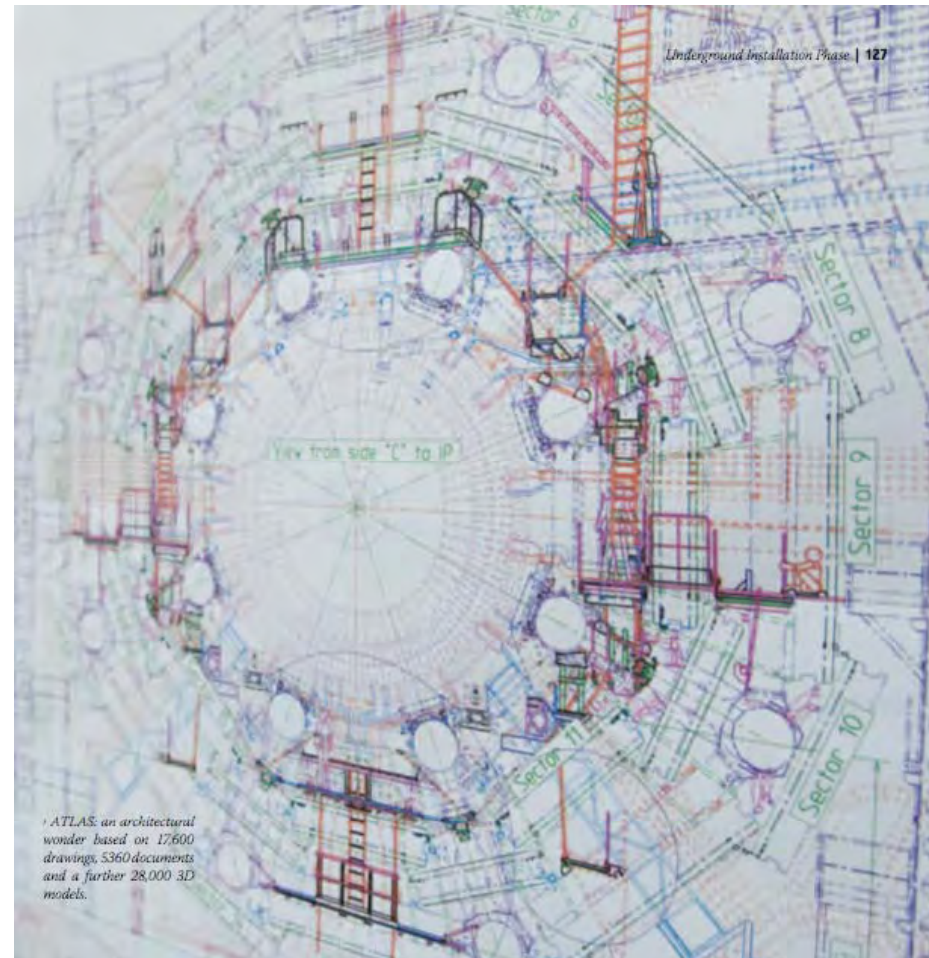 Sector 6
Underground Installation Phase | 127
Sector 8
View from side "C" to IP
Sector 9
Sector 10
Sector 11
› ATLAS: an architectural
wonder based on 17,600
drawings, 5360 documents
and a further 28,000 3D
models.